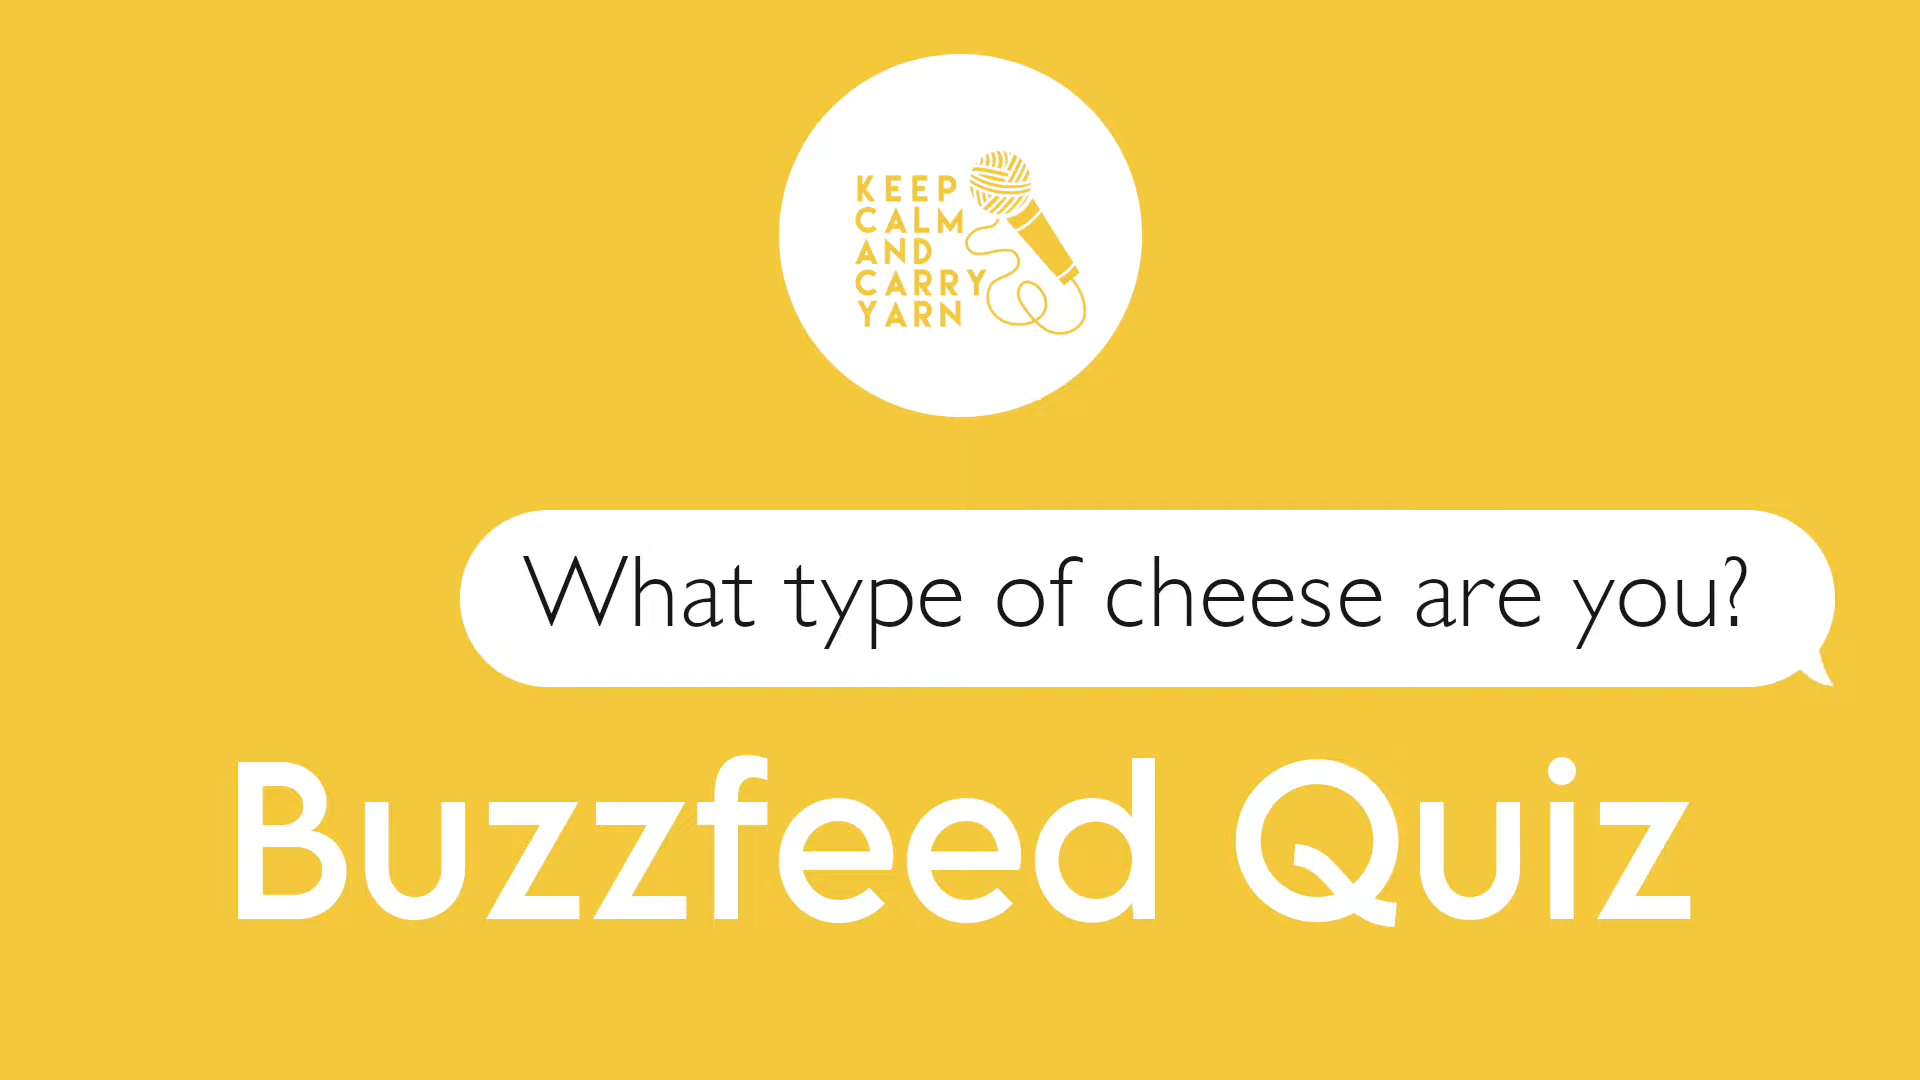 KEEP
CALM
AND
CARRY
YARN
What type of cheese are you?
Buzzfeed Quiz